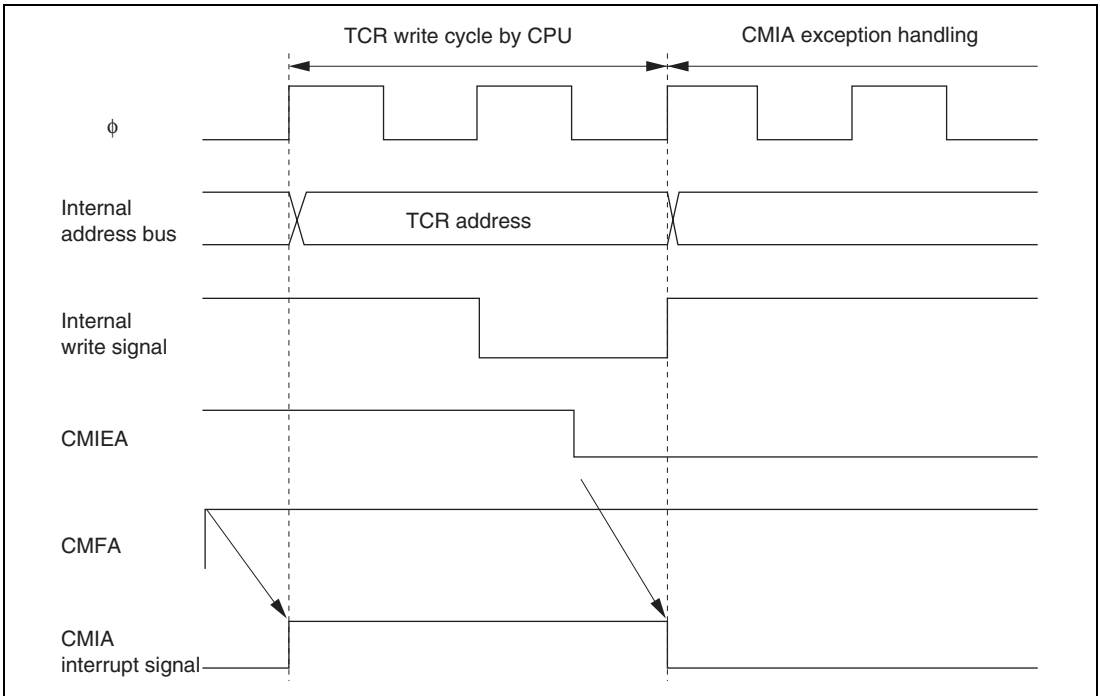 TCR write cycle by CPU
CMIA exception handling
ϕ
Internal
address bus
TCR address
Internal
write signal
CMIEA
CMFA
CMIA
interrupt signal